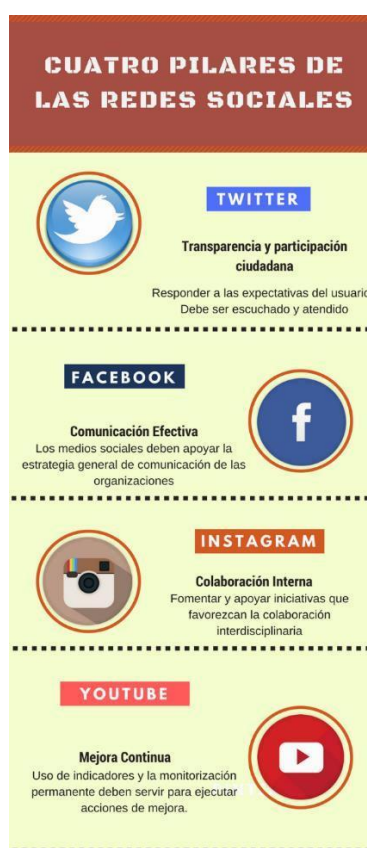 CUATRO PILARES DE
LAS REDES SOCIALES
TWITTER
Transparencia y participación
ciudadana
Responder a las expectativas del usuario
Debe ser escuchado y atendido
FACEBOOK
Comunicación Efectiva
Los medios sociales deben apoyar la
estrategia general de comunicación de las
organizaciones
INSTAGRAM
Colaboración Interna
Fomentar y apoyar iniciativas que
favorezcan la colaboración
interdisciplinaria
YOUTUBE
Mejora Continua
Uso de indicadores y la monitorización
permanente deben servir para ejecutar
acciones de mejora.